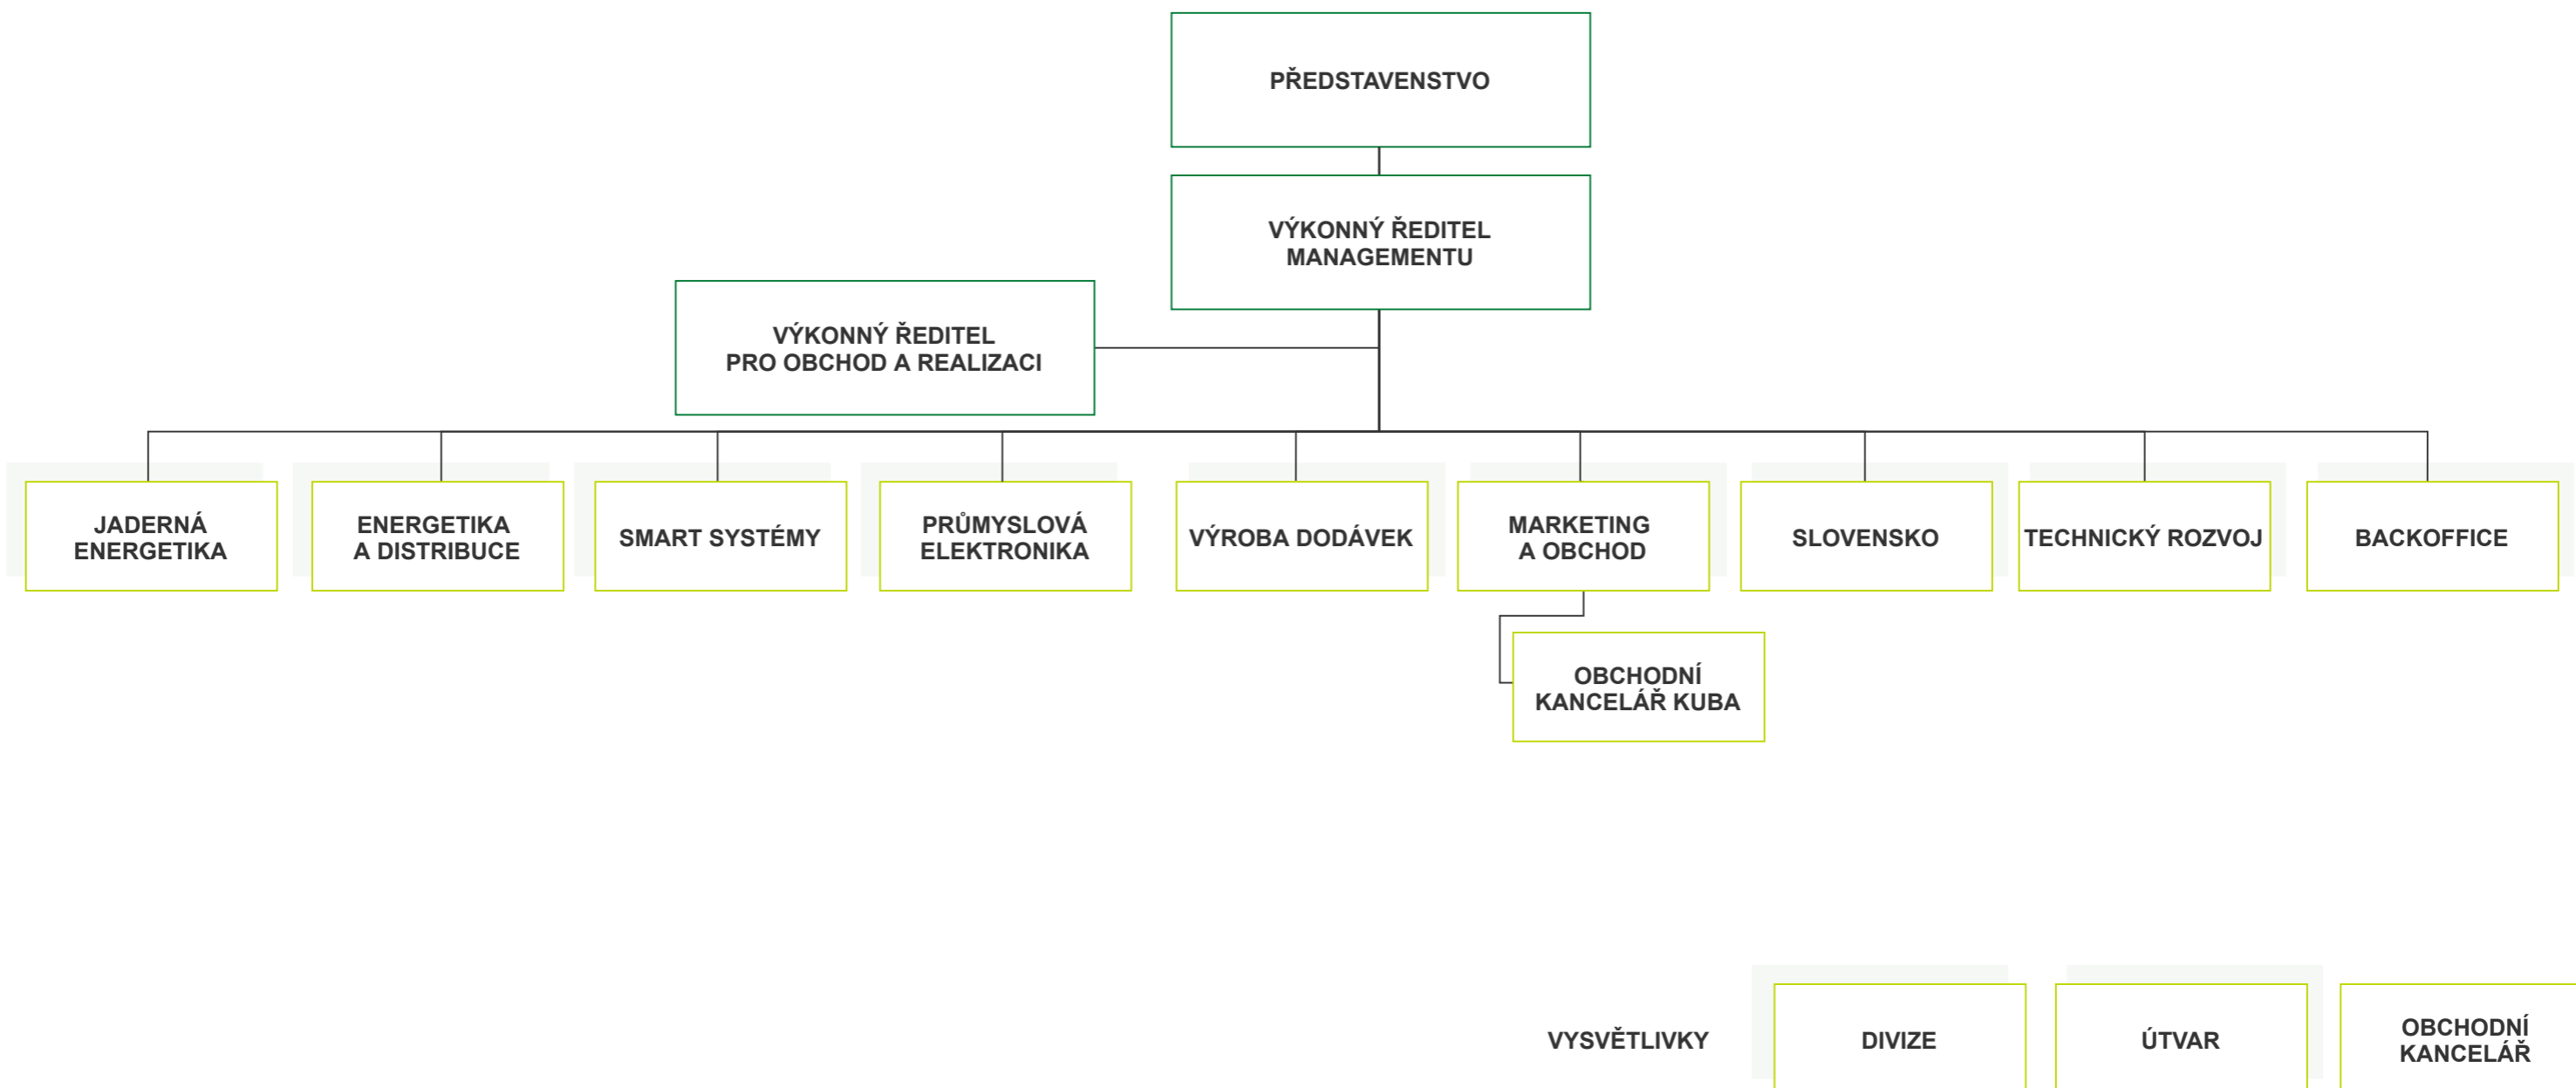 PŘEDSTAVENSTVO
VÝKONNÝ ŘEDITEL
MANAGEMENTU
VÝKONNÝ ŘEDITEL
PRO OBCHOD A REALIZACI
JADERNÁ
ENERGETIKA
ENERGETIKA
A DISTRIBUCE
SMART SYSTÉMY
PRŮMYSLOVÁ
ELEKTRONIKA
VÝROBA DODÁVEK
MARKETING
A OBCHOD
SLOVENSKO
TECHNICKÝ ROZVOJ
BACKOFFICE
OBCHODNÍ
KANCELÁŘ KUBA
VYSVĚTLIVKY
DIVIZE
ÚTVAR
OBCHODNÍ
KANCELÁŘ